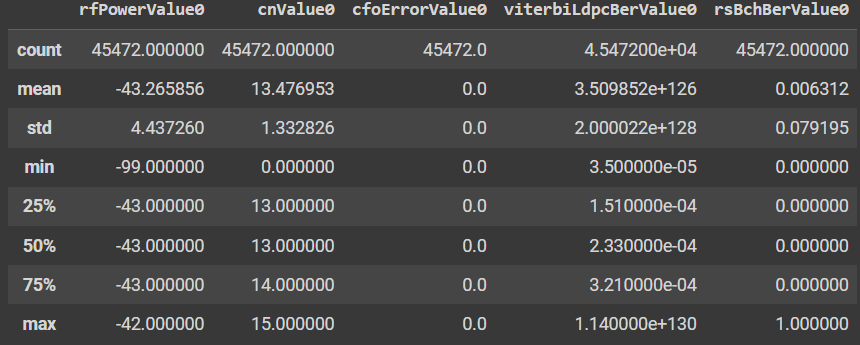 rfPowerValue0 cnValue0 cfoErrorValue0 viterbiLdpcBerValue0 rsBchBerValue0
count 45472.000000 45472.000000 45472.0 4.547200e+04 45472.000000
mean -43.265856 13.476953 0.0 3.509852e+126 0.006312
std 4.437260 1.332826 0.0 2.000022e+128 0.079195
min -99.000000 0.000000 0.0 3.500000e-05 0.000000
25% -43.000000 13.000000 0.0 1.510000e-04 0.000000
50% -43.000000 13.000000 0.0 2.330000e-04 0.000000
75% -43.000000 14.000000 0.0 3.210000e-04 0.000000
max -42.000000 15.000000 0.0 1.140000e+130 1.000000